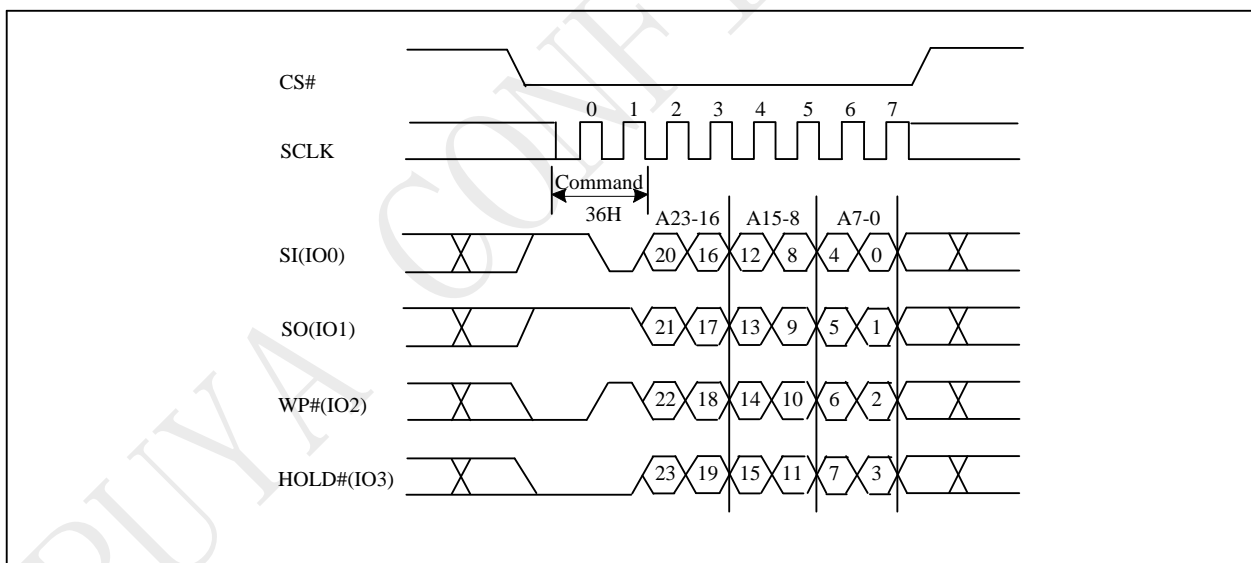 PUYA CONF
CS#
0 1 2 3 4 5 6 7
SCLK
Command
36H
A23-16 A15-8 A7-0
SI(IO0) 20 16 12 8 4 0
SO(IO1) 21 17 13 9 5 1
WP#(IO2) 22 18 14 10 6 2
HOLD#(IO3) 23 19 15 11 7 3